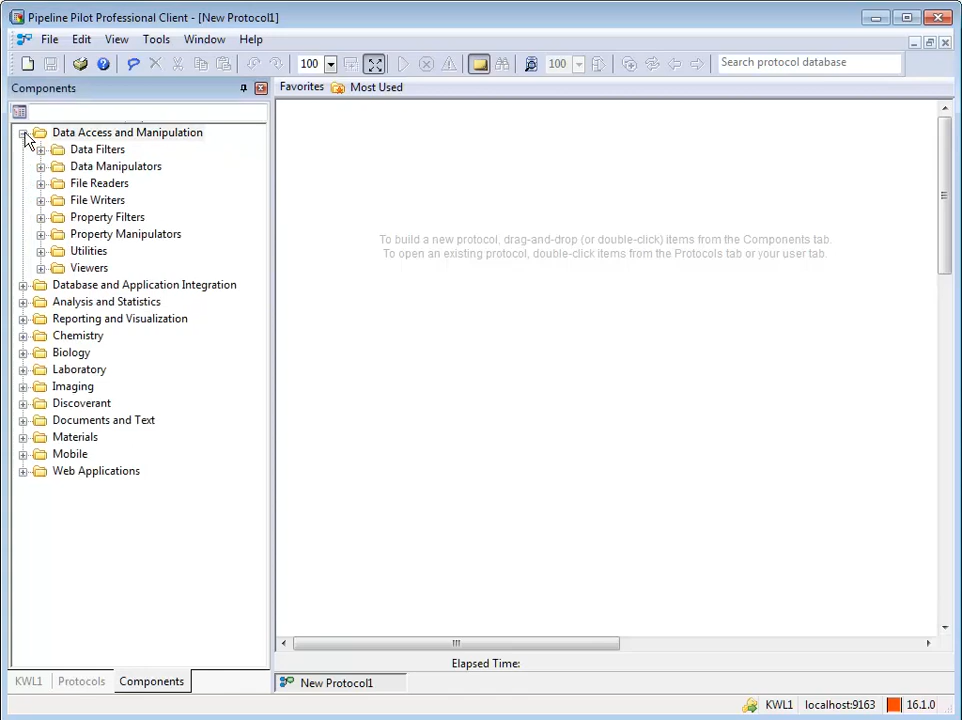 Pipeline Pilot Professional Client - [New Protocol1]
File Edit View Tools Window Help
100 100 Search protocol database
Components
Favorites Most Used
Data Access and Manipulation
Data Filters
Data Manipulators
File Readers
File Writers
Property Filters
Property Manipulators
Utilities
Viewers
Database and Application Integration
Analysis and Statistics
Reporting and Visualization
Chemistry
Biology
Laboratory
Imaging
Discoverant
Documents and Text
Materials
Mobile
Web Applications
To build a new protocol, drag-and-drop (or double-click) items from the Components tab.
To open an existing protocol, double-click items from the Protocols tab or your user tab.
Elapsed Time:
KWL1 Protocols Components
New Protocol1
KWL1 localhost:9163 16.1.0